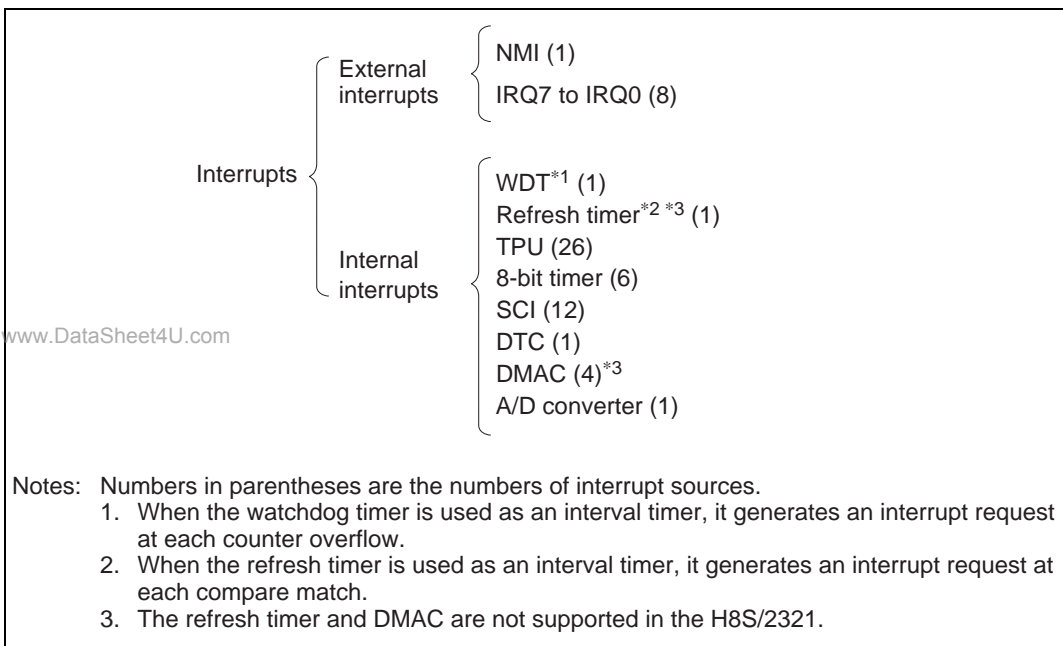 NMI (1)
External
interrupts
IRQ7 to IRQ0 (8)
Interrupts
WDT*1 (1)
Refresh timer*2 *3 (1)
TPU (26)
Internal
interrupts
8-bit timer (6)
SCI (12)
www.DataSheet4U.com
DTC (1)
DMAC (4)*3
A/D converter (1)
Notes: Numbers in parentheses are the numbers of interrupt sources.
1. When the watchdog timer is used as an interval timer, it generates an interrupt request
at each counter overflow.
2. When the refresh timer is used as an interval timer, it generates an interrupt request at
each compare match.
3. The refresh timer and DMAC are not supported in the H8S/2321.